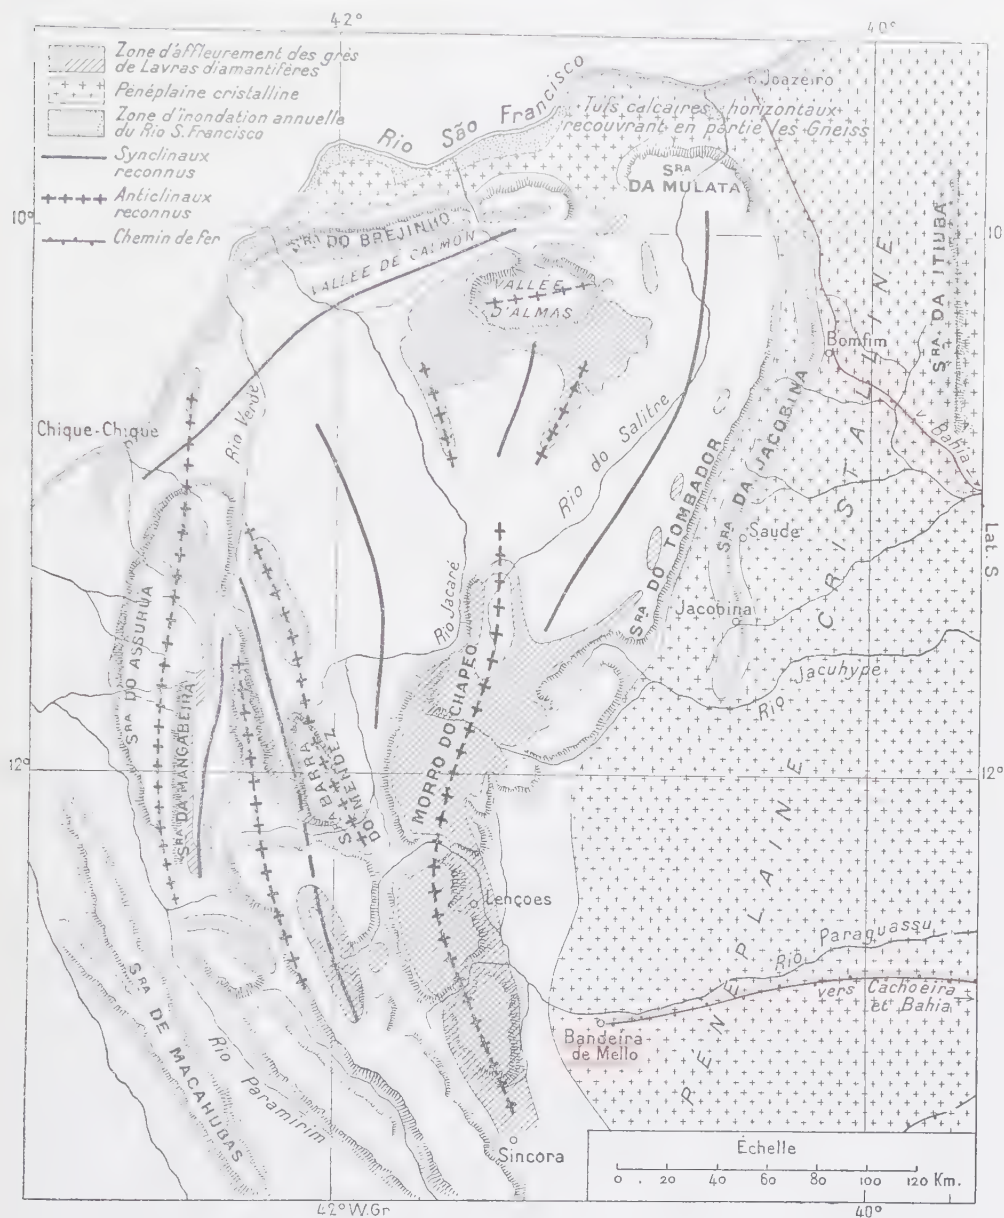 42°
40°
Zone d'affleurement des grès
de Lavras diamantifères
Pénéplaine cristalline
Zone d'inondation annuelle
du Rio S. Francisco
Synclinaux
reconnus
Anticlinaux
reconnus
Chemin de Fer
Joazeiro
Rio São Francisco
Tufs calcaires horizontaux
recouvrant en partie les Gneiss
SRA
DA MULATA
10°
10°
SRA DO BREJINHO
VALLÉE DE CALMON
VALLÉE
D'ALMAS
SRA DA ITIUBA
Bomfim
v. Bahia
Chique-Chique
Rio Verde
Rio do Salitre
SRA DO TOMBADOR
SRA DA JACOBINA
Saude
Lat. S
Jacobina
Rio Jacaré
SRA DO ASSURUA
SRA DA MANGABEIRA
SRA BARRA
DO MENDEZ
MORRO DO CHAPEO
Rio Jacuhype
12°
12°
PENEPLAINE CRISTALLINE
Lençoes
Rio Paraguassu
vers Cachoeira
et Bahia
Bandeira
de Mello
SRA DE MACAHUBAS
Rio Paramirim
Sincora
Échelle
0 20 40 60 80 100 120 Km.
42° W. Gr
40°